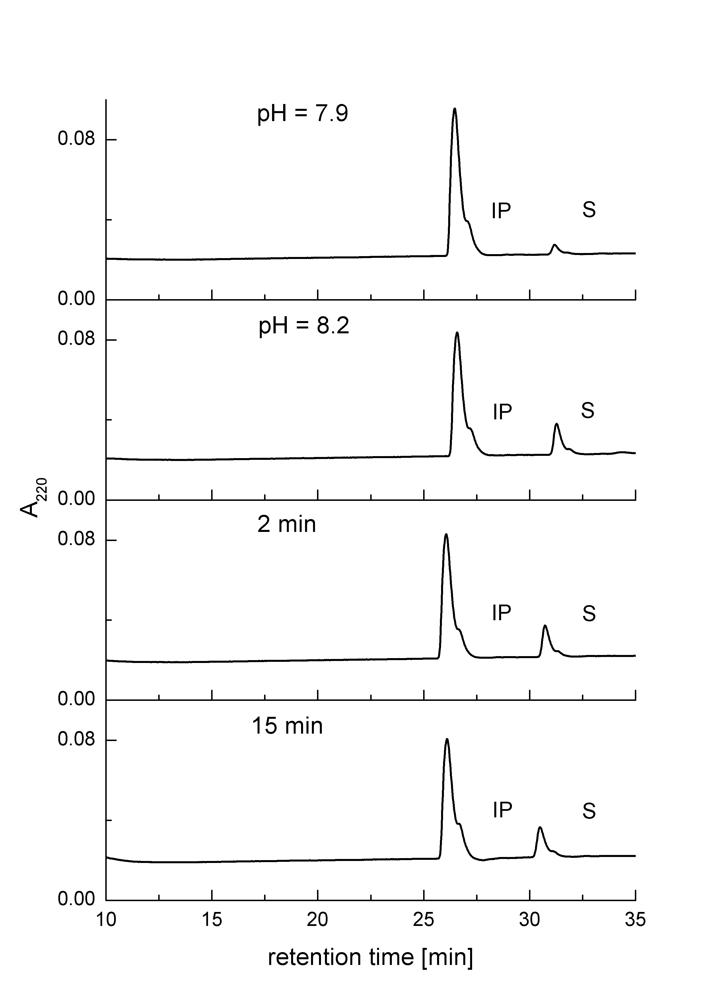 pH = 7.9
0.08
IP
S
0.00
pH = 8.2
0.08
IP
S
A220
0.00
2 min
0.08
IP
S
0.00
15 min
0.08
IP
S
0.00
10 15 20 25 30 35
retention time [min]